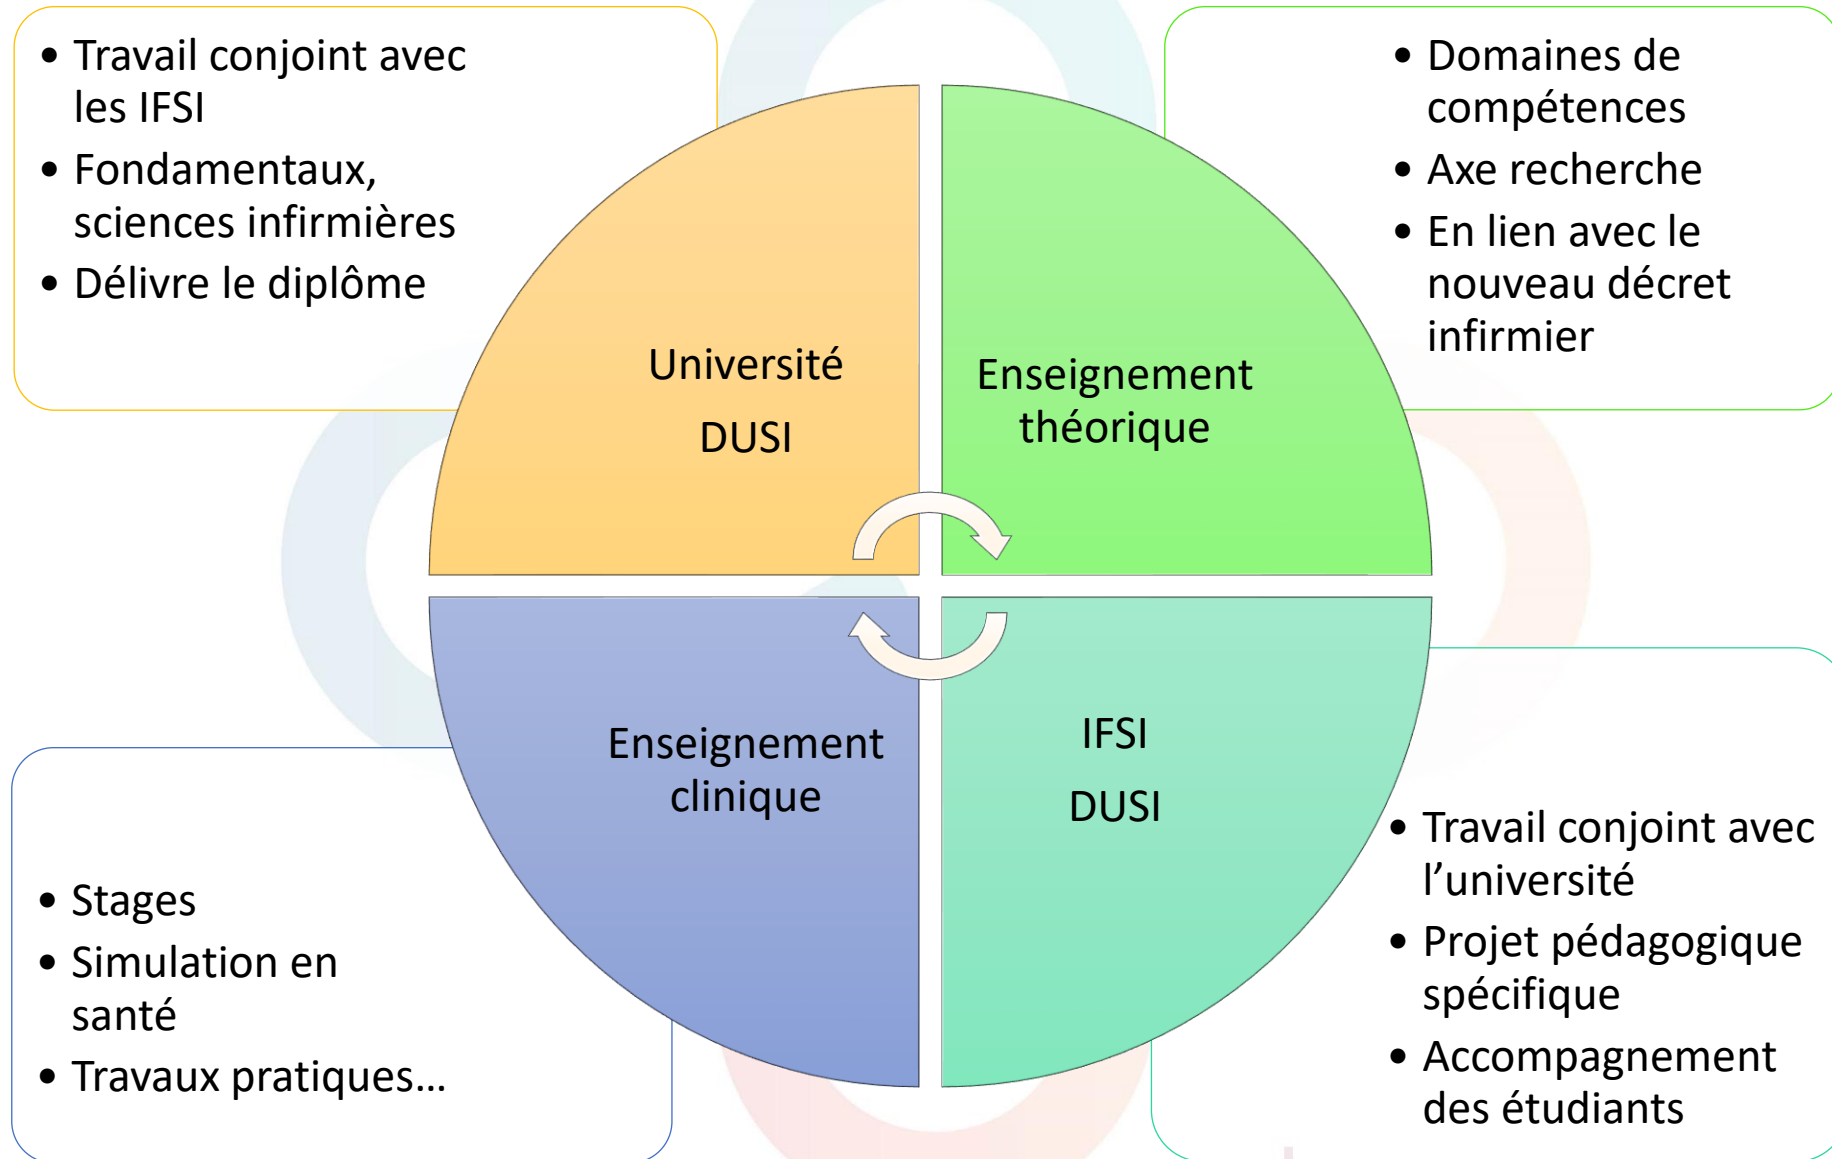 • Travail conjoint avec
les IFSI
• Fondamentaux,
sciences infirmières
• Délivre le diplôme
• Domaines de
compétences
• Axe recherche
• En lien avec le
nouveau décret
infirmier
Université
DUSI
Enseignement
théorique
Enseignement
clinique
IFSI
DUSI
• Stages
• Simulation en
santé
• Travaux pratiques…
• Travail conjoint avec
l’université
• Projet pédagogique
spécifique
• Accompagnement
des étudiants